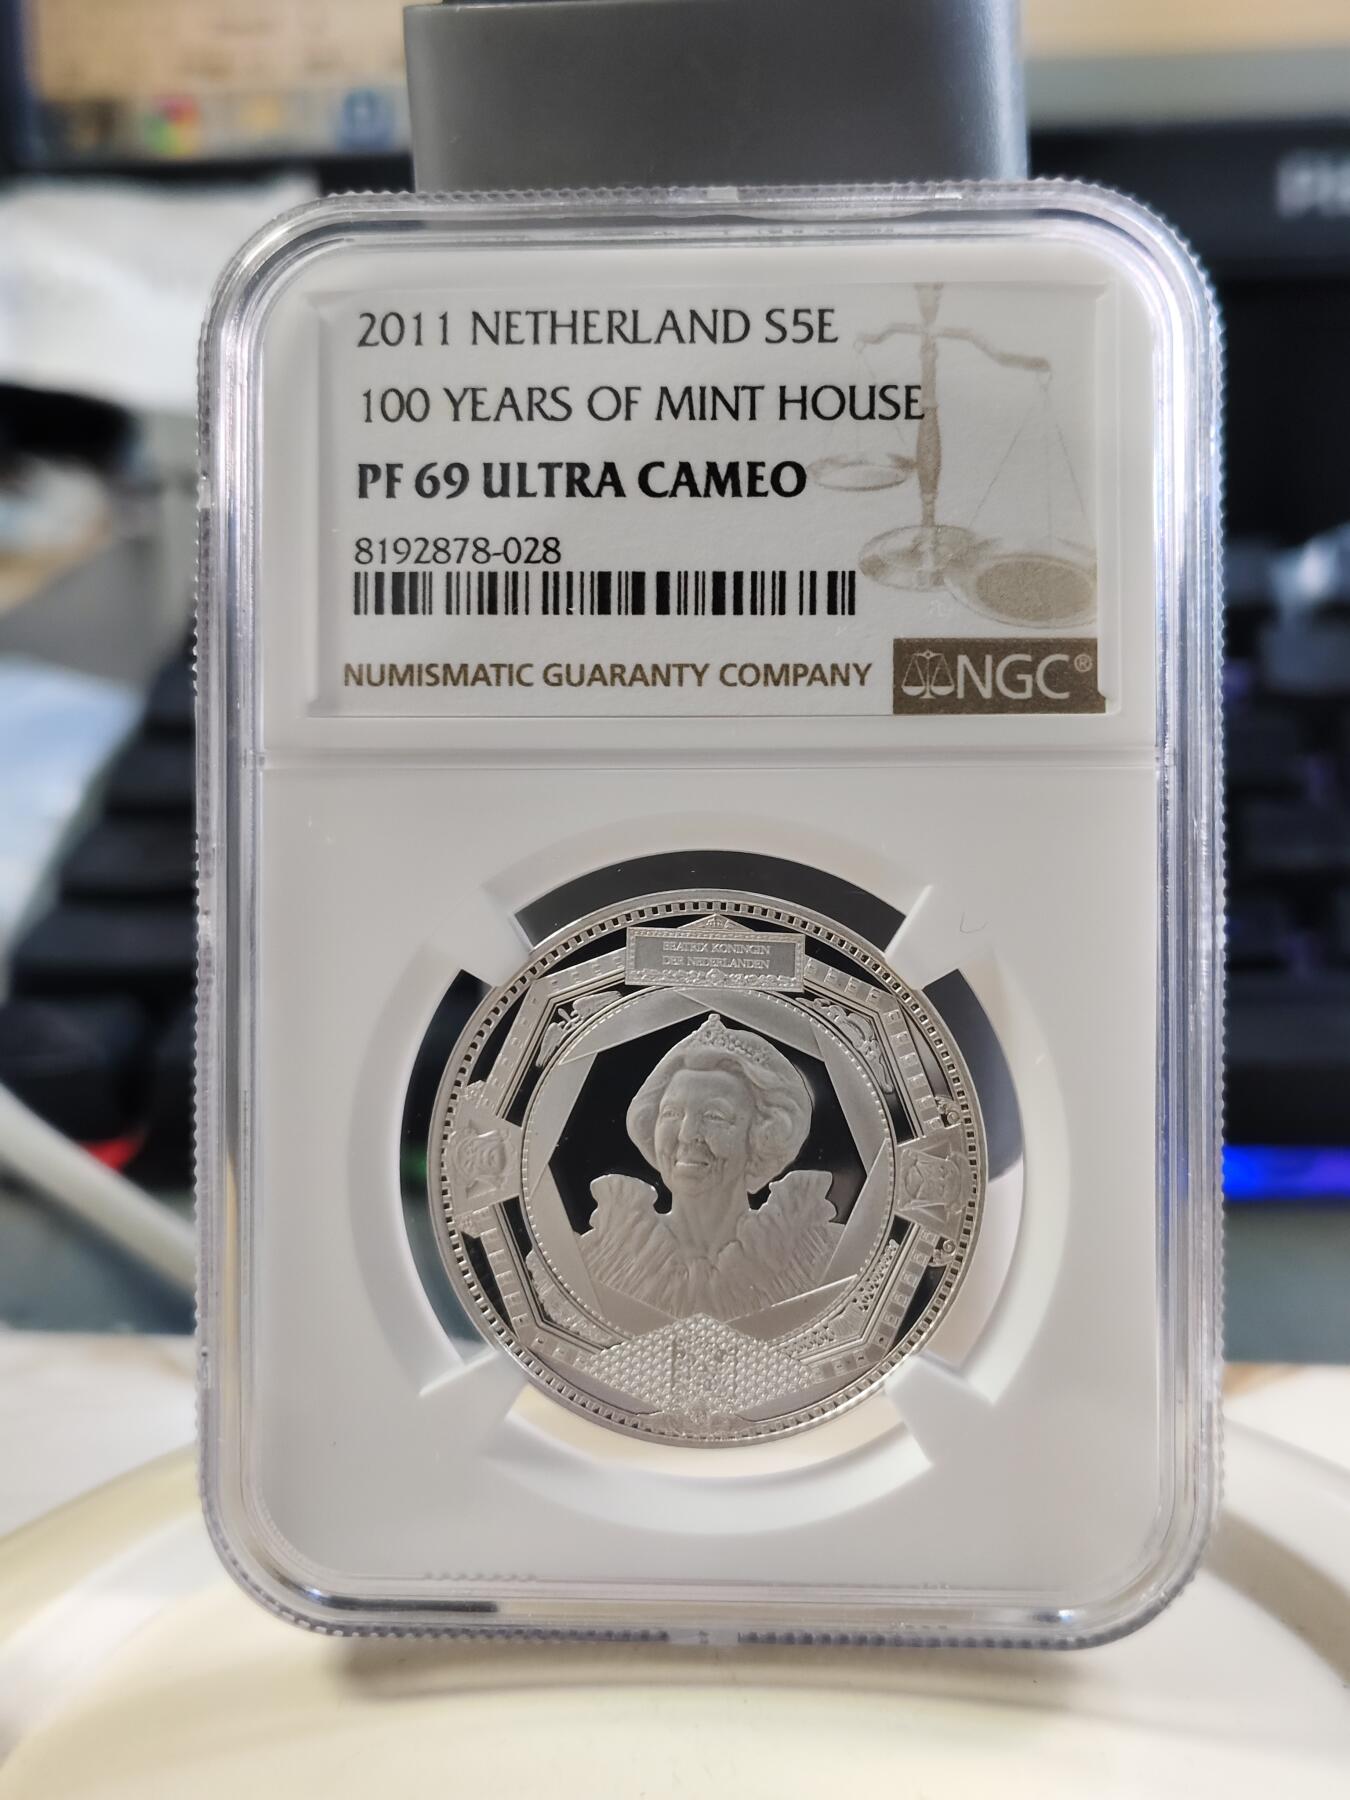 2011 NETHERLAND S5E
100 YEARS OF MINT HOUSE
PF 69 ULTRA CAMEO
8192878-028
NUMISMATIC GUARANTY COMPANY
NGC®
BEATRIX KONINGIN
DER NEDERLANDEN